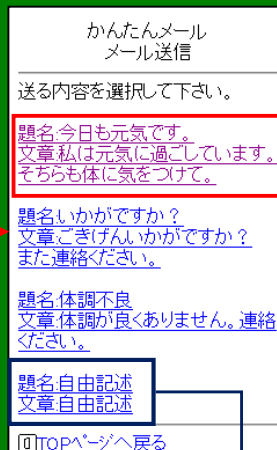 かんたんメール
メール送信
送る内容を選択して下さい。
題名:今日も元気です。
文章:私は元気に過ごしています。
そちらも体に気をつけて。
題名:いかがですか？
文章:ごきげんいかがですか？
また連絡ください。
題名:体調不良
文章:体調が良くありません。連絡
ください。
題名:自由記述
文章:自由記述
0TOPページへ戻る